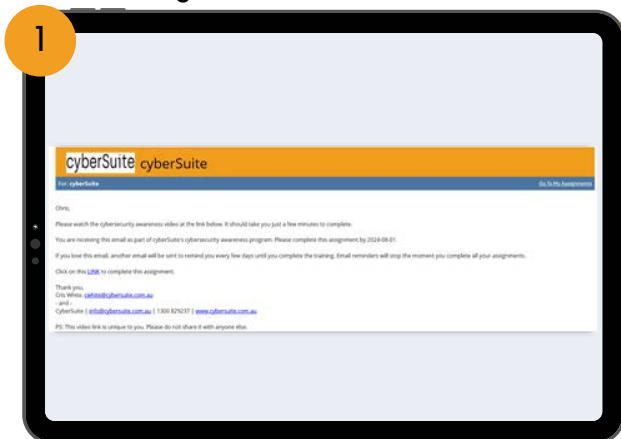 1
cyberSuite cyberSuite
For: cyberSuite Go To My Assignments
Chris,
Please watch the cybersecurity awareness video at the link below. It should take you just a few minutes to complete.
You are receiving this email as part of cyberSuite's cybersecurity awareness program. Please complete this assignment by 2024-08-01.
If you lose this email, another email will be sent to remind you every few days until you complete the training. Email reminders will stop the moment you complete all your assignments.
Click on this LINK to complete this assignment.
Thank you,
Cris White, cwhite@cybersuite.com.au
- and -
CyberSuite | info@cybersuite.com.au | 1300 829237 | www.cybersuite.com.au
PS: This video link is unique to you. Please do not share it with anyone else.